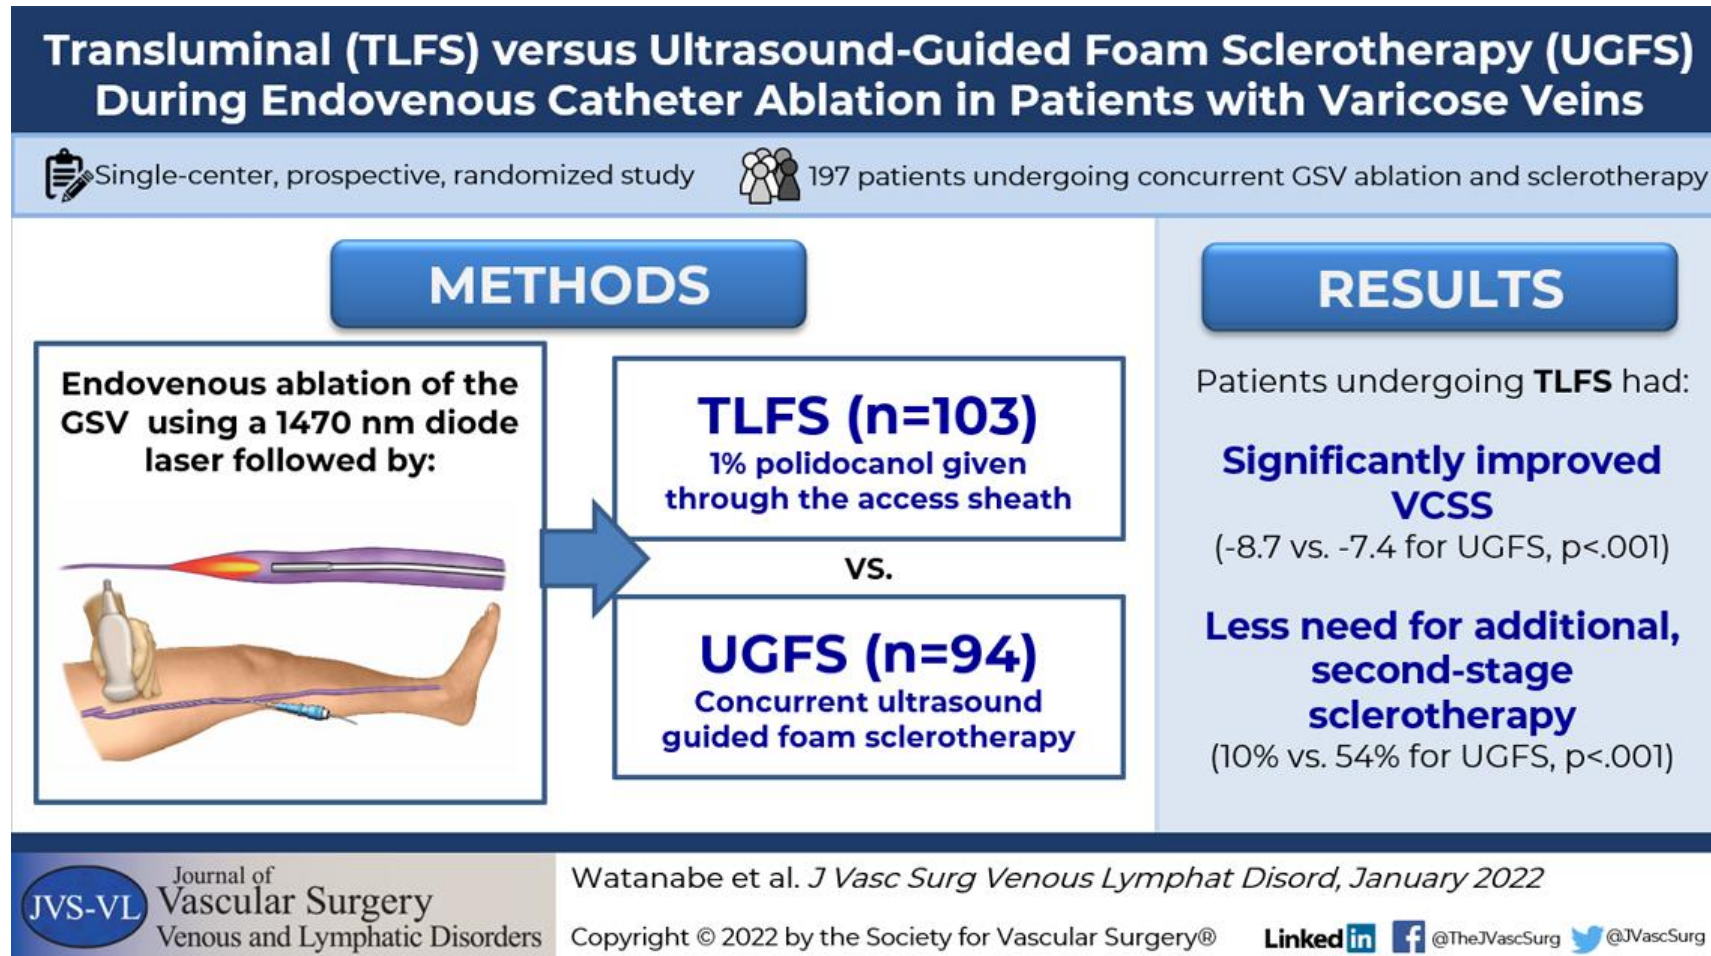 Transluminal (TLFS) versus Ultrasound-Guided Foam Sclerotherapy (UGFS)
During Endovenous Catheter Ablation in Patients with Varicose Veins
Single-center, prospective, randomized study
197 patients undergoing concurrent GSV ablation and sclerotherapy
METHODS
Endovenous ablation of the
GSV using a 1470 nm diode
laser followed by:
TLFS (n=103)
1% polidocanol given
through the access sheath
VS.
UGFS (n=94)
Concurrent ultrasound
guided foam sclerotherapy
RESULTS
Patients undergoing TLFS had:
Significantly improved
VCSS
(-8.7 vs. -7.4 for UGFS, p<.001)
Less need for additional,
second-stage
sclerotherapy
(10% vs. 54% for UGFS, p<.001)
JVS-VL
Journal of
Vascular Surgery
Venous and Lymphatic Disorders
Watanabe et al. J Vasc Surg Venous Lymphat Disord, January 2022
Copyright © 2022 by the Society for Vascular Surgery®
Linked in
f @TheJVascSurg
@JVascSurg